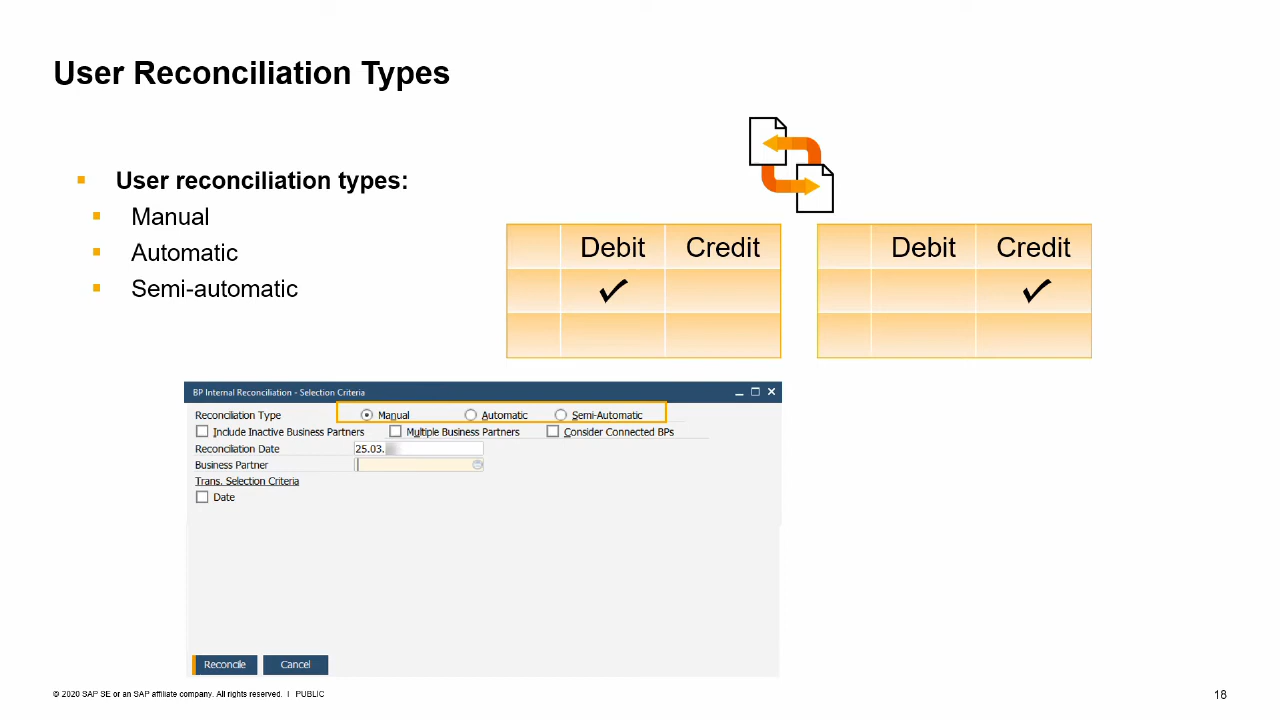 User Reconciliation Types
User reconciliation types:
Manual
Automatic
Semi-automatic
Debit Credit
Debit Credit
BP Internal Reconciliation - Selection Criteria
Reconciliation Type Manual Automatic Semi-Automatic
Include Inactive Business Partners Multiple Business Partners Consider Connected BPs
Reconciliation Date 25.03.
Business Partner
Trans. Selection Criteria
Date
Reconcile Cancel
© 2020 SAP SE or an SAP affiliate company. All rights reserved. I PUBLIC
18